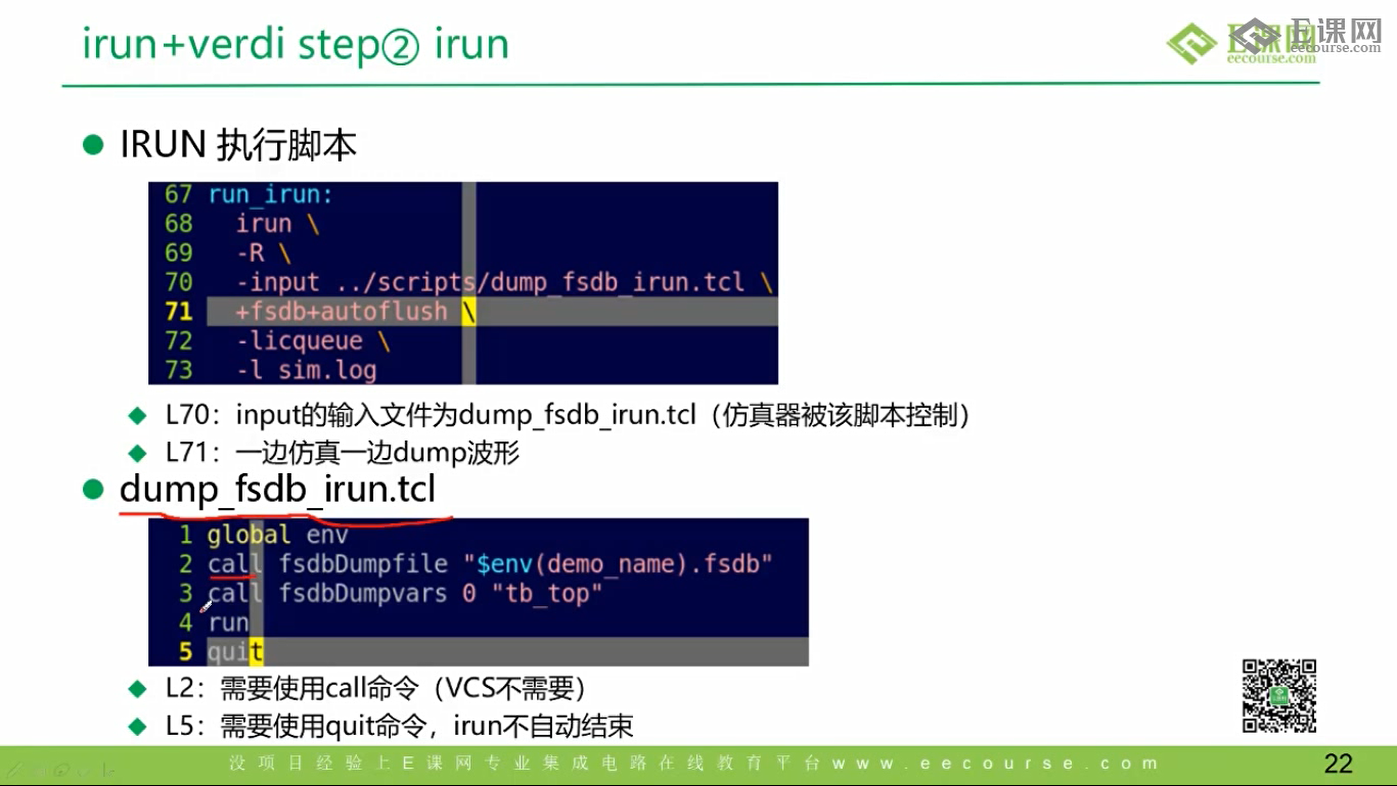 irun+verdi step② irun
E课网
eecourse.com
E课网
eecourse.com
● IRUN 执行脚本
67 run_irun:
68 irun \
69 -R \
70 -input ../scripts/dump_fsdb_irun.tcl \
71 +fsdb+autoflush \
72 -licqueue \
73 -l sim.log
◆ L70：input的输入文件为dump_fsdb_irun.tcl（仿真器被该脚本控制）
◆ L71：一边仿真一边dump波形
● dump_fsdb_irun.tcl
1 global env
2 call fsdbDumpfile "$env(demo_name).fsdb"
3 call fsdbDumpvars 0 "tb_top"
4 run
5 quit
◆ L2：需要使用call命令（VCS不需要）
◆ L5：需要使用quit命令，irun不自动结束
没项目经验上E课网专业集成电路在线教育平台www.eecourse.com
22